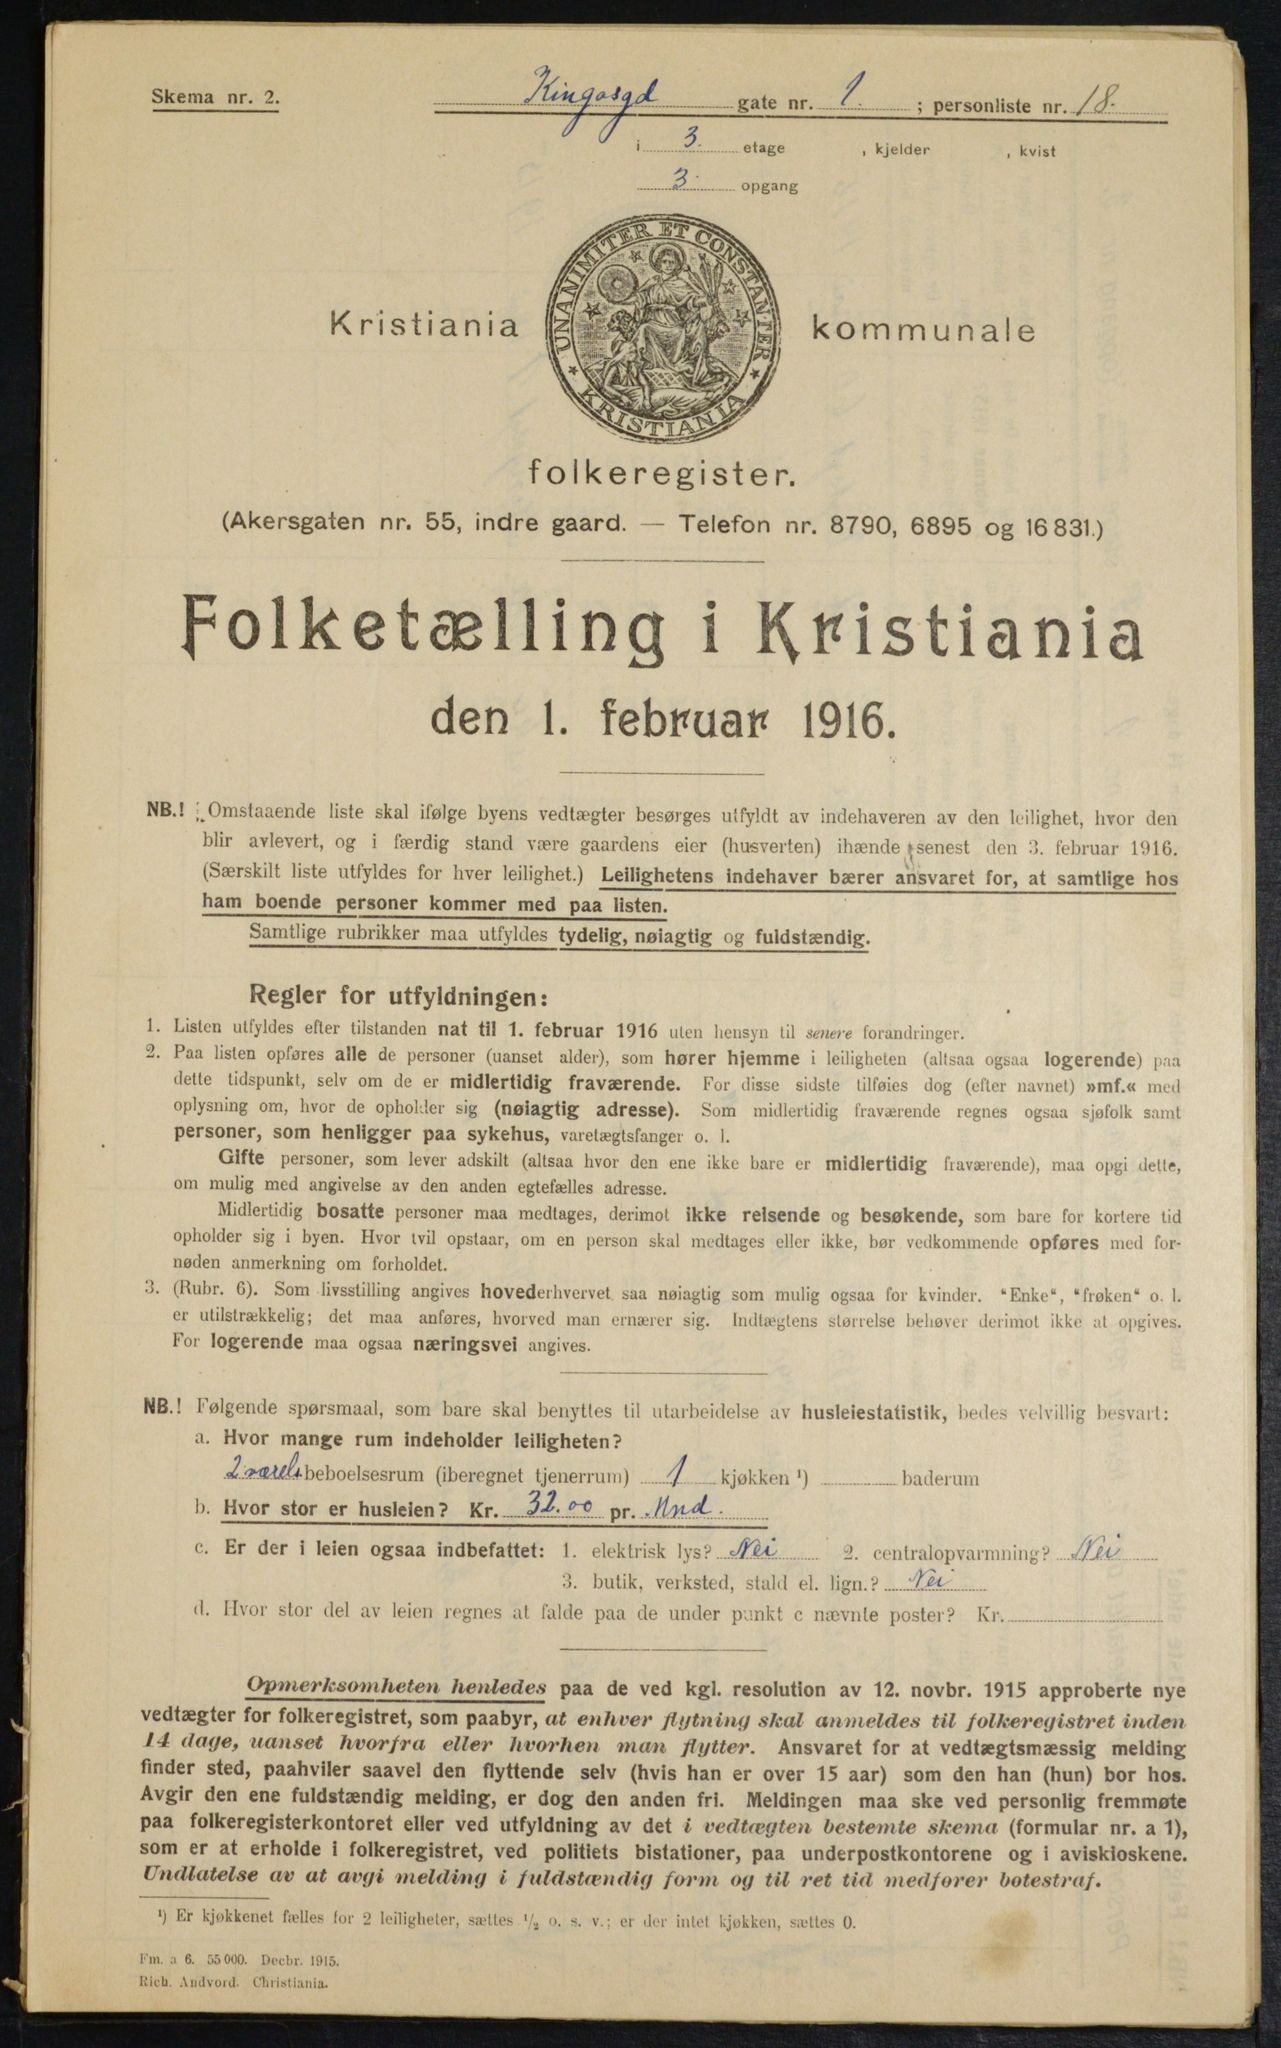 Skema nr. 2.
Kingosgd gate nr. 1. ; personliste nr. 18.
i 3. etage , kjelder , kvist
3. opgang
UNANIMITER ET CONSTANTER
KRISTIANIA
Kristiania kommunale
folkeregister.
(Akersgaten nr. 55, indre gaard. — Telefon nr. 8790, 6895 og 16 831.)
Folketælling i Kristiania
den 1. februar 1916.
NB.! Omstaaende liste skal ifølge byens vedtægter besørges utfyldt av indehaveren av den leilighet, hvor den
blir avlevert, og i færdig stand være gaardens eier (husverten) ihænde senest den 3. februar 1916.
(Særskilt liste utfyldes for hver leilighet.) Leilighetens indehaver bærer ansvaret for, at samtlige hos
ham boende personer kommer med paa listen.
Samtlige rubrikker maa utfyldes tydelig, nøiagtig og fuldstændig.
Regler for utfyldningen:
1. Listen utfyldes efter tilstanden nat til 1. februar 1916 uten hensyn til senere forandringer.
2. Paa listen opføres alle de personer (uanset alder), som hører hjemme i leiligheten (altsaa ogsaa logerende) paa
dette tidspunkt, selv om de er midlertidig fraværende. For disse sidste tilføies dog (efter navnet) »mf.« med
oplysning om, hvor de opholder sig (nøiagtig adresse). Som midlertidig fraværende regnes ogsaa sjøfolk samt
personer, som henligger paa sykehus, varetægtsfanger o. l.
Gifte personer, som lever adskilt (altsaa hvor den ene ikke bare er midlertidig fraværende), maa opgi dette,
om mulig med angivelse av den anden egtefælles adresse.
Midlertidig bosatte personer maa medtages, derimot ikke reisende og besøkende, som bare for kortere tid
opholder sig i byen. Hvor tvil opstaar, om en person skal medtages eller ikke, bør vedkommende opføres med for-
nøden anmerkning om forholdet.
3. (Rubr. 6). Som livsstilling angives hovederhvervet saa nøiagtig som mulig ogsaa for kvinder. "Enke", "frøken" o. l.
er utilstrækkelig; det maa anføres, hvorved man ernærer sig. Indtægtens størrelse behøver derimot ikke at opgives.
For logerende maa ogsaa næringsvei angives.
NB.! Følgende spørsmaal, som bare skal benyttes til utarbeidelse av husleiestatistik, bedes velvillig besvart:
a. Hvor mange rum indeholder leiligheten?
2 værels beboelsesrum (iberegnet tjenerrum) 1 kjøkken ¹) baderum
b. Hvor stor er husleien? Kr. 32.00 pr. Mnd.
c. Er der i leien ogsaa indbefattet: 1. elektrisk lys? Nei 2. centralopvarmning? Nei
3. butik, verksted, stald el. lign.? Nei
d. Hvor stor del av leien regnes at falde paa de under punkt c nævnte poster? Kr.
Opmerksomheten henledes paa de ved kgl. resolution av 12. novbr. 1915 approberte nye
vedtægter for folkeregistret, som paabyr, at enhver flytning skal anmeldes til folkeregistret inden
14 dage, uanset hvorfra eller hvorhen man flytter. Ansvaret for at vedtægtsmæssig melding
finder sted, paahviler saavel den flyttende selv (hvis han er over 15 aar) som den han (hun) bor hos.
Avgir den ene fuldstændig melding, er dog den anden fri. Meldingen maa ske ved personlig fremmøte
paa folkeregisterkontoret eller ved utfyldning av det i vedtægten bestemte skema (formular nr. a 1),
som er at erholde i folkeregistret, ved politiets bistationer, paa underpostkontorene og i aviskioskene.
Undlatelse av at avgi melding i fuldstændig form og til ret tid medfører bøtestraf.
¹) Er kjøkkenet fælles for 2 leiligheter, sættes ½ o. s. v.; er der intet kjøkken, sættes 0.
Fm. a 6. 55 000. Decbr. 1915.
Rich. Andvord. Christiania.